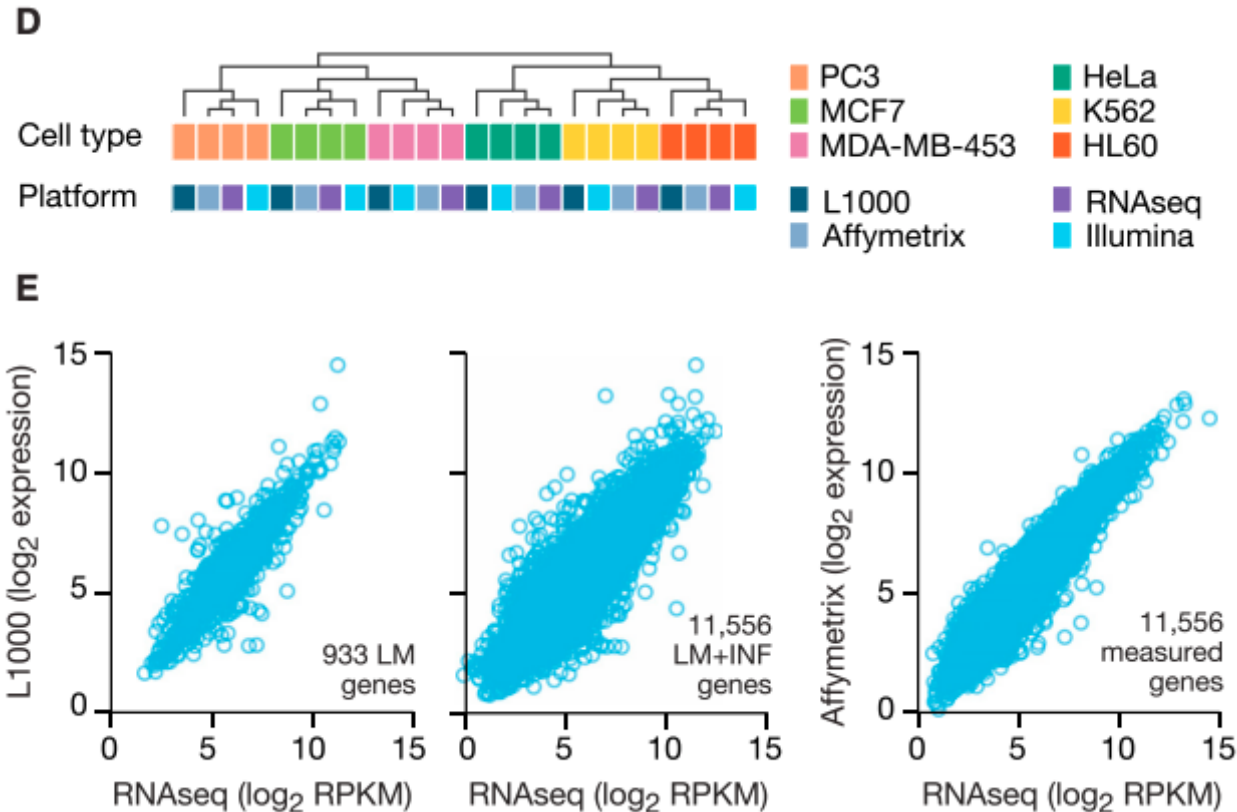 D
Cell type
Platform
PC3
MCF7
MDA-MB-453
HeLa
K562
HL60
L1000
Affymetrix
RNAseq
Illumina
E
L1000 (log₂ expression)
15
10
5
0
0 5 10 15
933 LM
genes
RNAseq (log₂ RPKM)
0 5 10 15
11,556
LM+INF
genes
RNAseq (log₂ RPKM)
Affymetrix (log₂ expression)
15
10
5
0
0 5 10 15
11,556
measured
genes
RNAseq (log₂ RPKM)